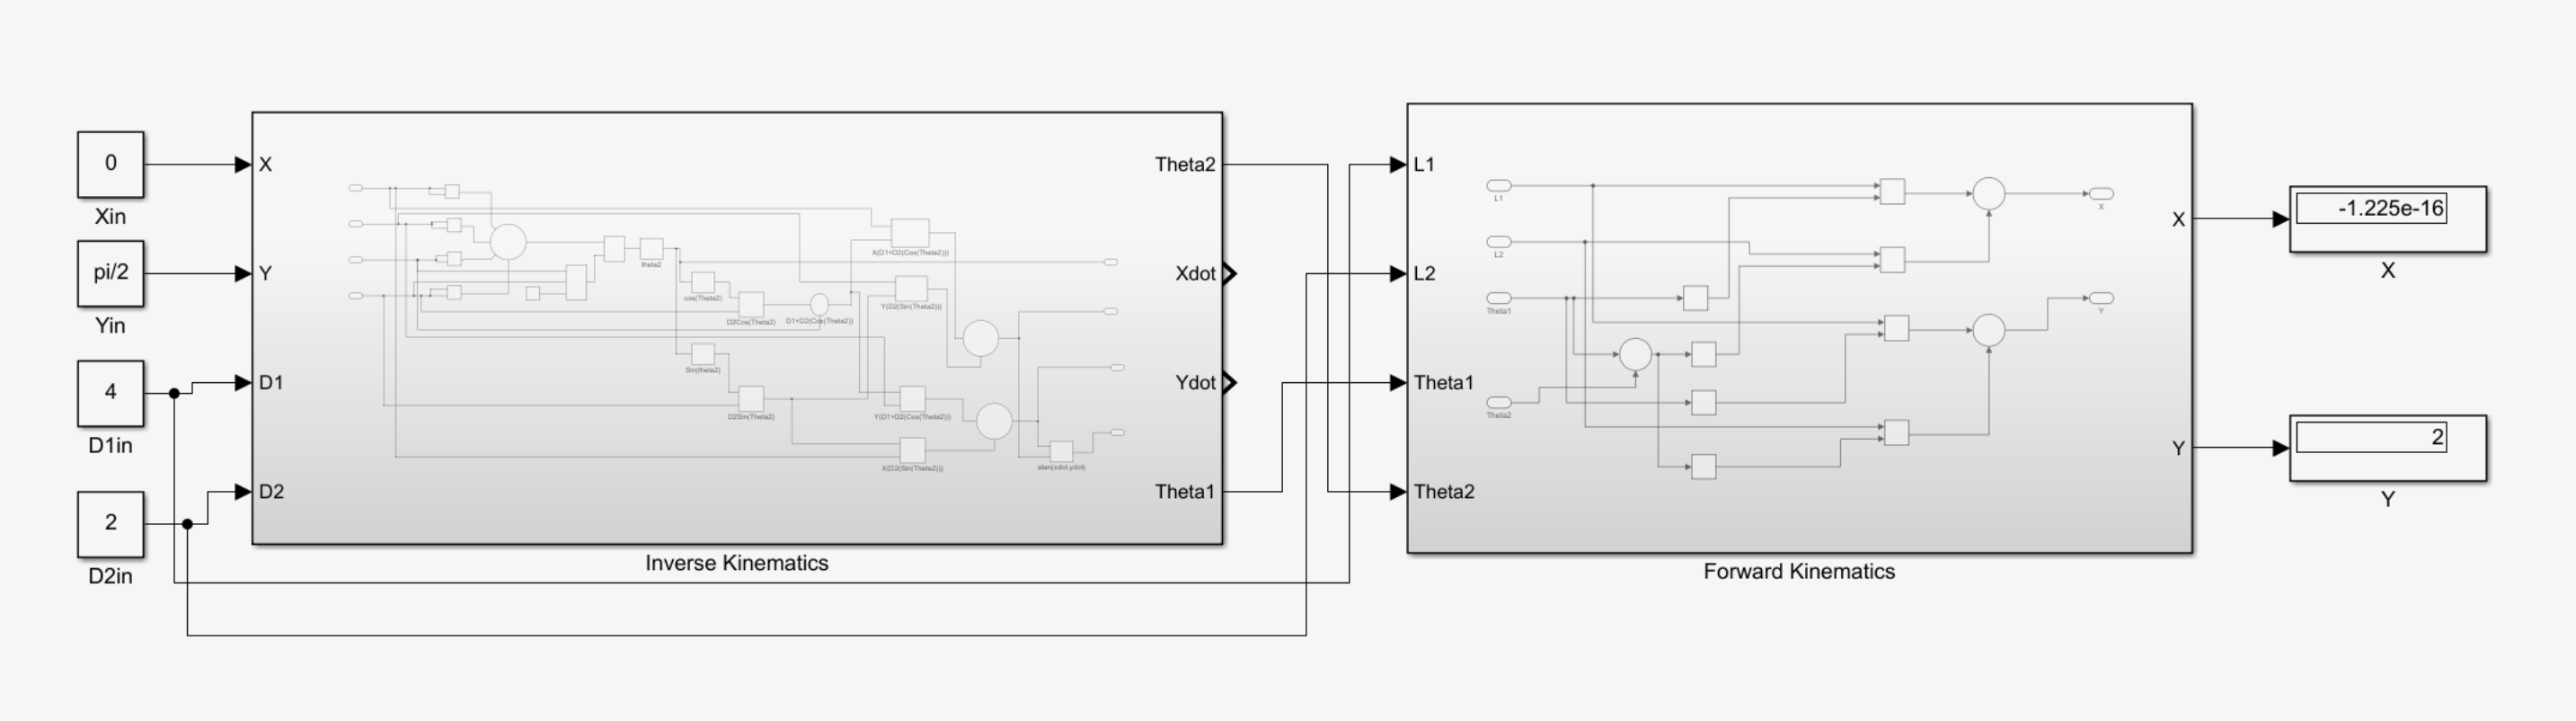 0
Xin
pi/2
Yin
4
D1in
2
D2in
X
Y
D1
D2
theta2
cos(Theta2)
D2Cos(Theta2)
D1+D2(Cos(Theta2))
X(D1+D2(Cos(Theta2)))
Y(D2(Sin(Theta2)))
Sin(theta2)
D2Sin(Theta2)
Y(D1+D2(Cos(Theta2)))
X(D2(Sin(Theta2)))
atan(xdot,ydot)
Theta2
Xdot
Ydot
Theta1
Inverse Kinematics
L1
L2
Theta1
Theta2
L1
L2
Theta1
Theta2
X
Y
X
Y
Forward Kinematics
-1.225e-16
X
2
Y